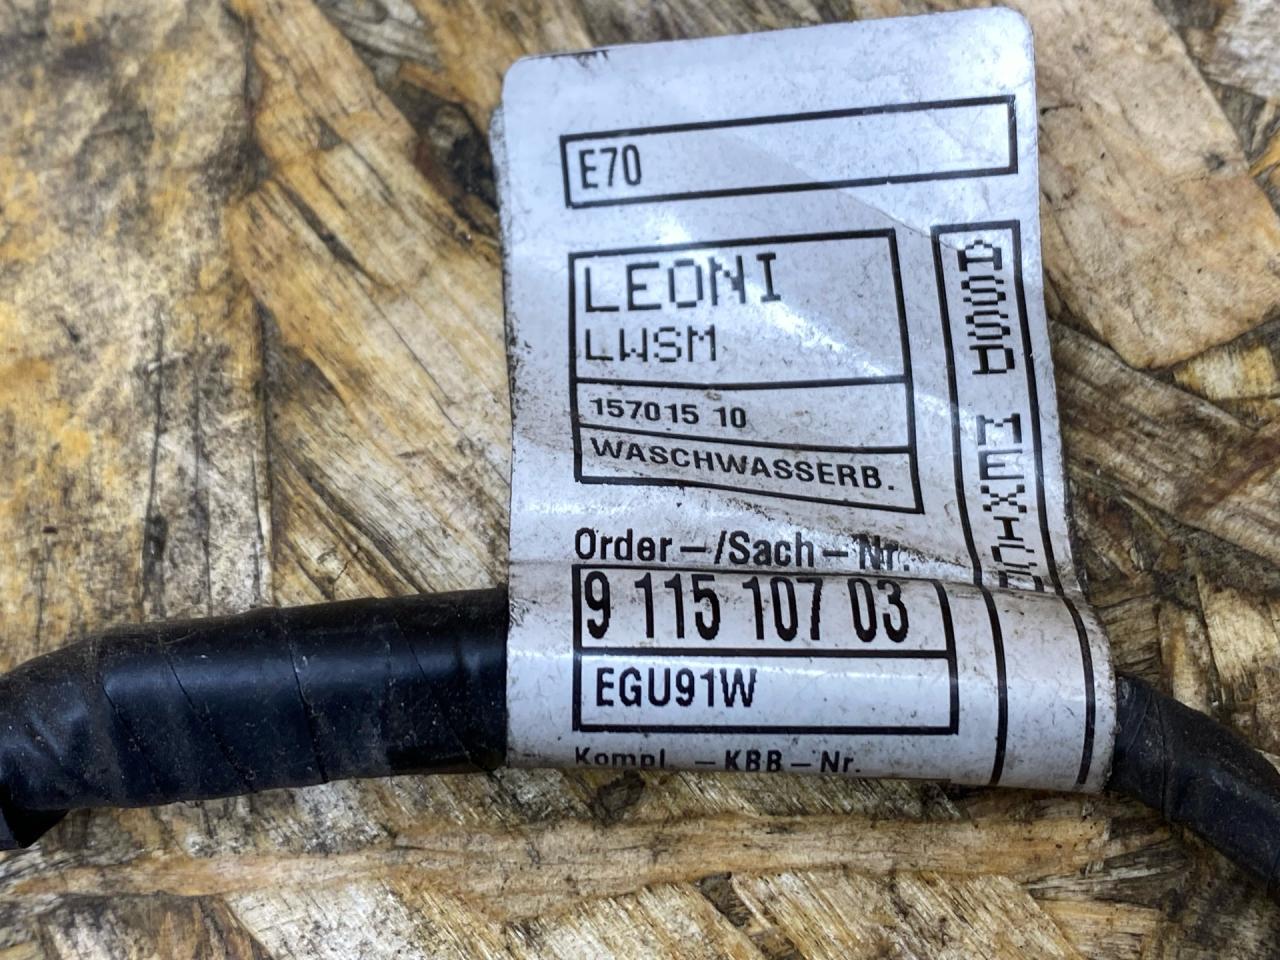 E70
LEONI
LWSM
157015 10
WASCHWASSERB.
Order-/Sach-Nr.
9 115 107 03
EGU91W
Kompl. -KBB-Nr.
ASSD MEXICO